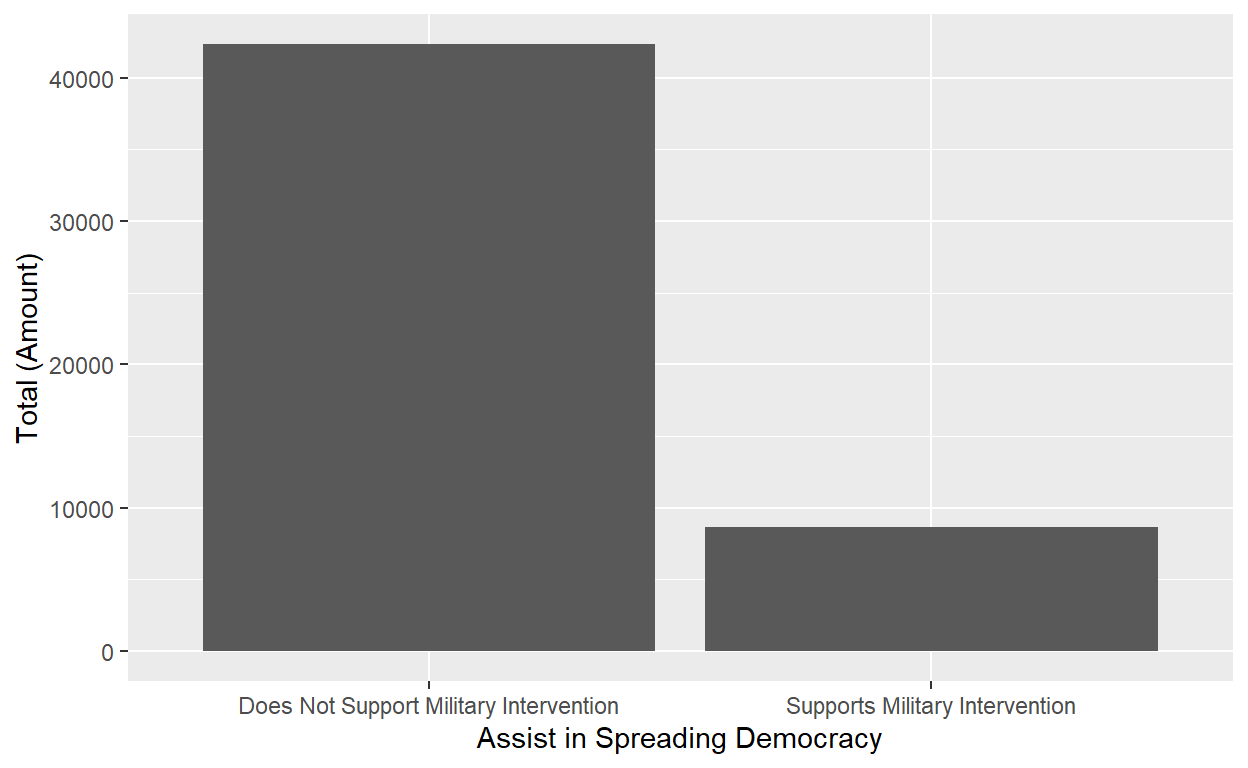 Total (Amount)
40000
30000
20000
10000
0
Does Not Support Military Intervention
Supports Military Intervention
Assist in Spreading Democracy